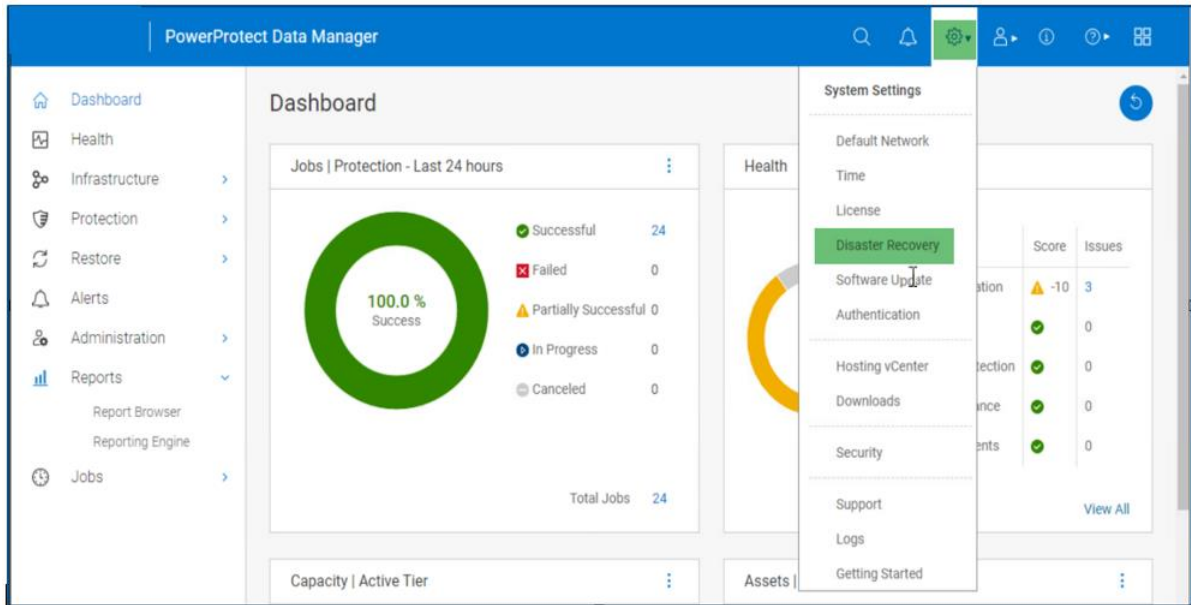 PowerProtect Data Manager
Dashboard
Health
Infrastructure
Protection
Restore
Alerts
Administration
Reports
Report Browser
Reporting Engine
Jobs
Dashboard
Jobs | Protection - Last 24 hours
100.0 %
Success
Successful 24
Failed 0
Partially Successful 0
In Progress 0
Canceled 0
Total Jobs 24
Health
Score Issues
-10 3
0
0
0
0
View All
System Settings
Default Network
Time
License
Disaster Recovery
Software Update
Authentication
Hosting vCenter
Downloads
Security
Support
Logs
Getting Started
Capacity | Active Tier
Assets |